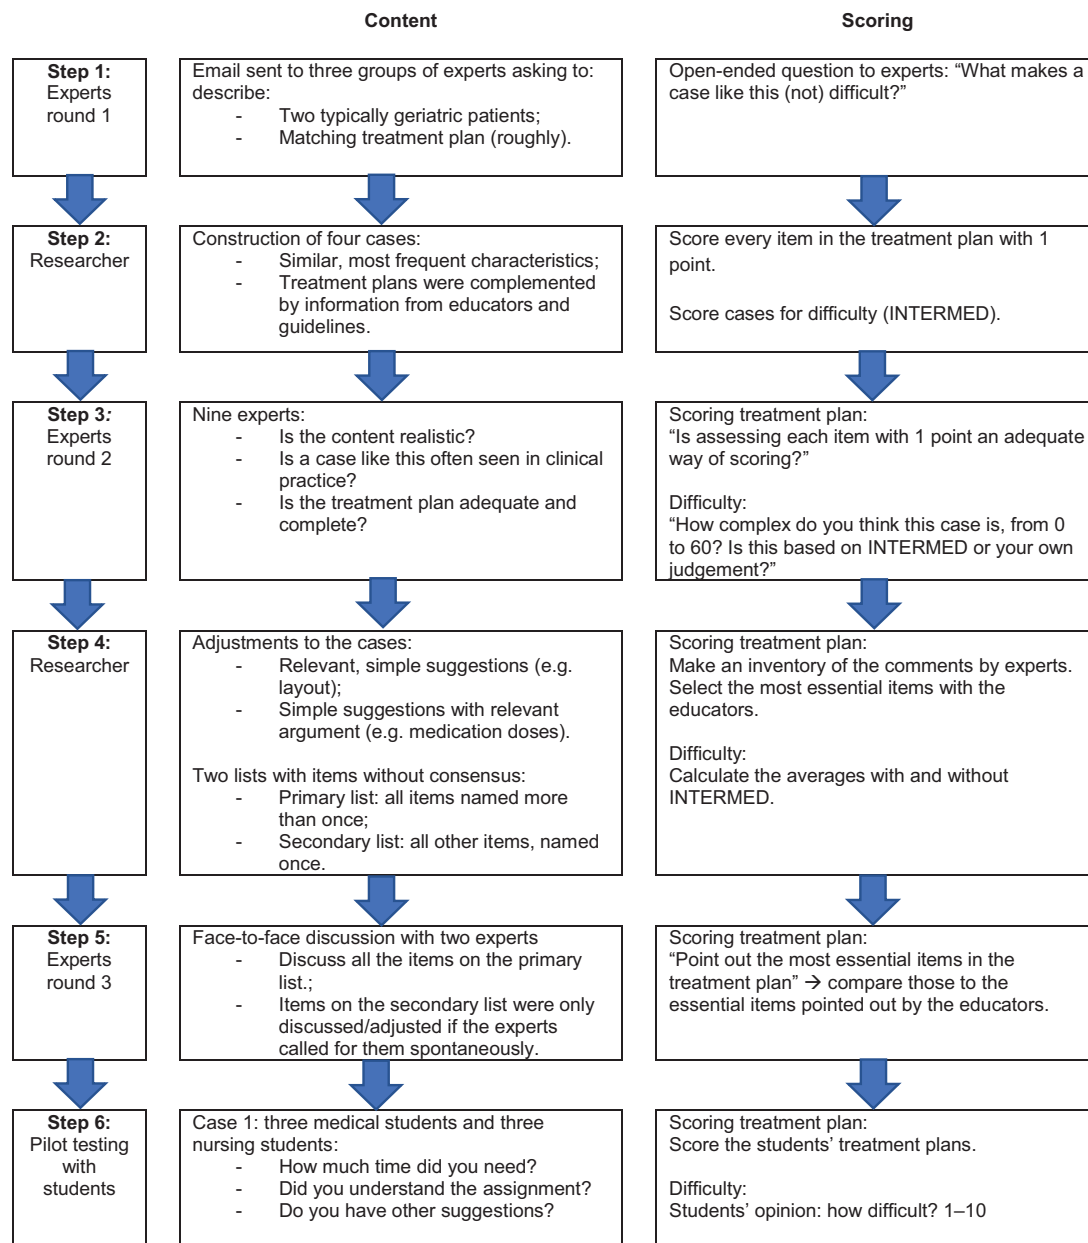 Content
Scoring
Step 1:
Experts
round 1
Email sent to three groups of experts asking to:
describe:
- Two typically geriatric patients;
- Matching treatment plan (roughly).
Open-ended question to experts: “What makes a
case like this (not) difficult?”
Step 2:
Researcher
Construction of four cases:
- Similar, most frequent characteristics;
- Treatment plans were complemented
by information from educators and
guidelines.
Score every item in the treatment plan with 1
point.
Score cases for difficulty (INTERMED).
Step 3:
Experts
round 2
Nine experts:
- Is the content realistic?
- Is a case like this often seen in clinical
practice?
- Is the treatment plan adequate and
complete?
Scoring treatment plan:
“Is assessing each item with 1 point an adequate
way of scoring?”
Difficulty:
“How complex do you think this case is, from 0
to 60? Is this based on INTERMED or your own
judgement?”
Step 4:
Researcher
Adjustments to the cases:
- Relevant, simple suggestions (e.g.
layout);
- Simple suggestions with relevant
argument (e.g. medication doses).
Two lists with items without consensus:
- Primary list: all items named more
than once;
- Secondary list: all other items, named
once.
Scoring treatment plan:
Make an inventory of the comments by experts.
Select the most essential items with the
educators.
Difficulty:
Calculate the averages with and without
INTERMED.
Step 5:
Experts
round 3
Face-to-face discussion with two experts
- Discuss all the items on the primary
list.;
- Items on the secondary list were only
discussed/adjusted if the experts
called for them spontaneously.
Scoring treatment plan:
“Point out the most essential items in the
treatment plan” → compare those to the
essential items pointed out by the educators.
Step 6:
Pilot testing
with
students
Case 1: three medical students and three
nursing students:
- How much time did you need?
- Did you understand the assignment?
- Do you have other suggestions?
Scoring treatment plan:
Score the students’ treatment plans.
Difficulty:
Students’ opinion: how difficult? 1–10